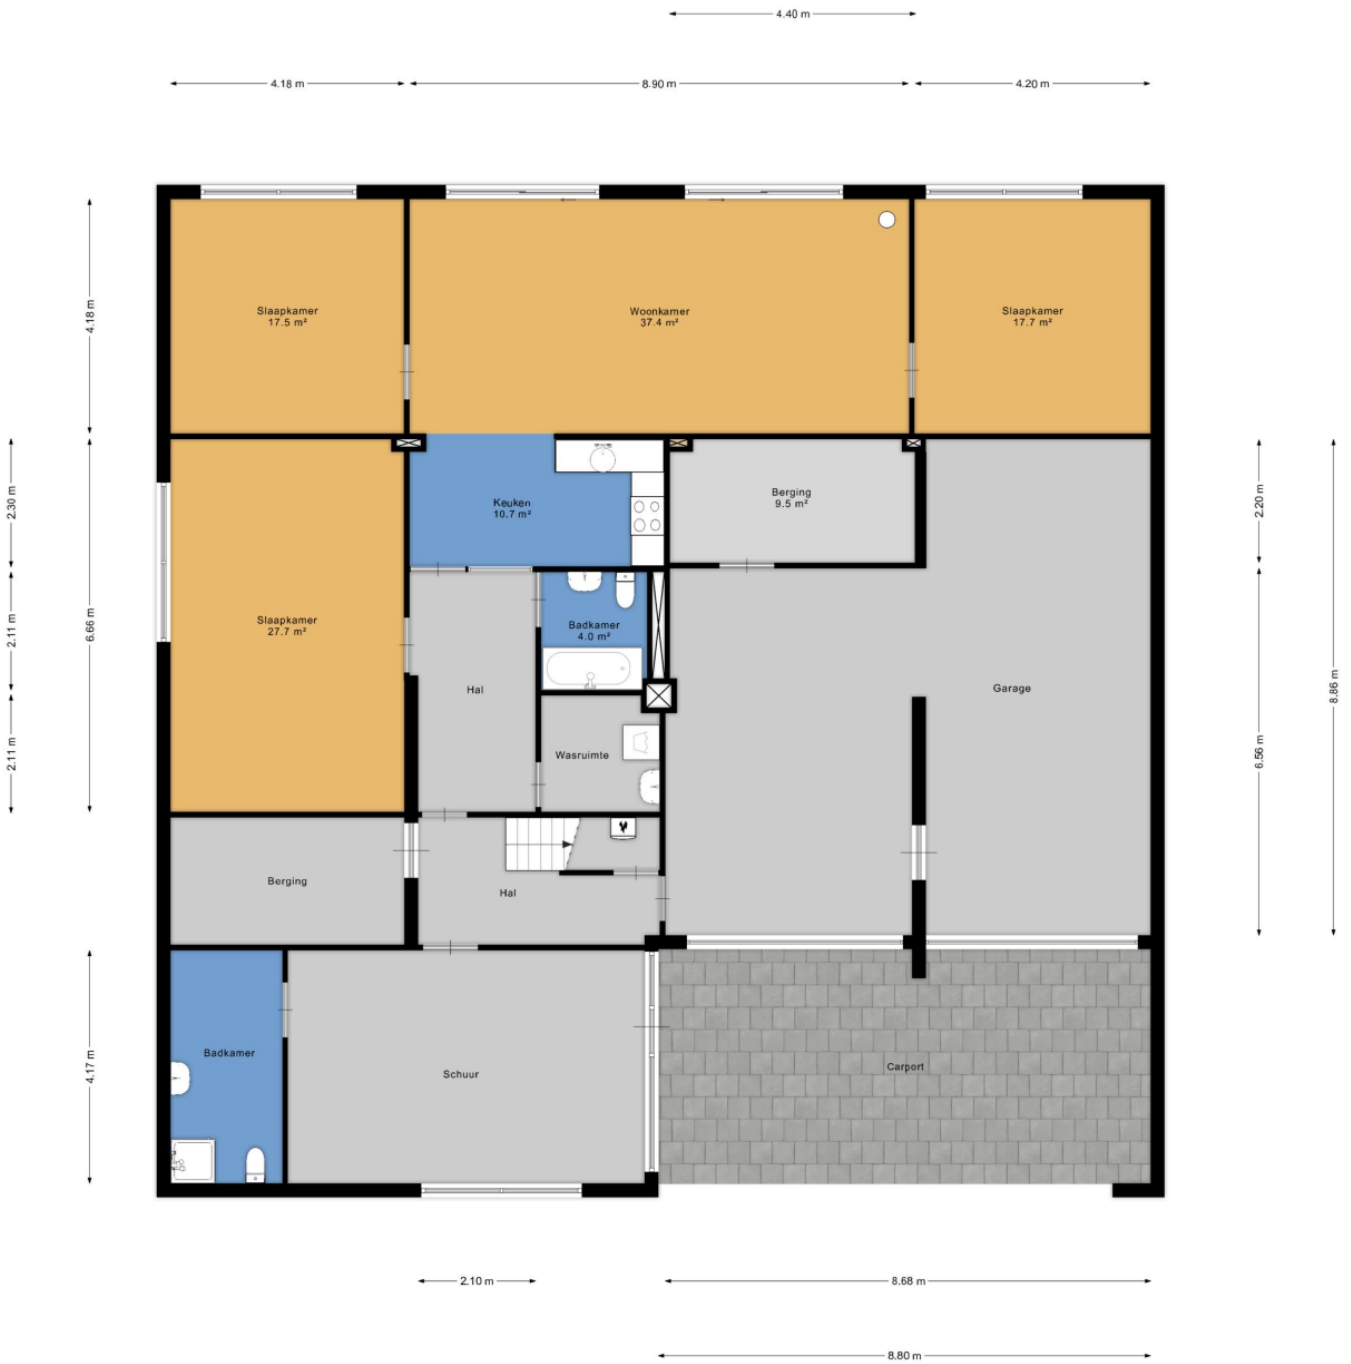 4.40 m
4.18 m
8.90 m
4.20 m
4.18 m
Slaapkamer
17.5 m²
Woonkamer
37.4 m²
Slaapkamer
17.7 m²
2.30 m
2.11 m
2.11 m
6.66 m
Slaapkamer
27.7 m²
Keuken
10.7 m²
Berging
9.5 m²
2.20 m
6.56 m
8.86 m
Badkamer
4.0 m²
Hal
Garage
Wasruimte
Berging
Hal
4.17 m
Badkamer
Schuur
Carport
2.10 m
8.68 m
8.80 m